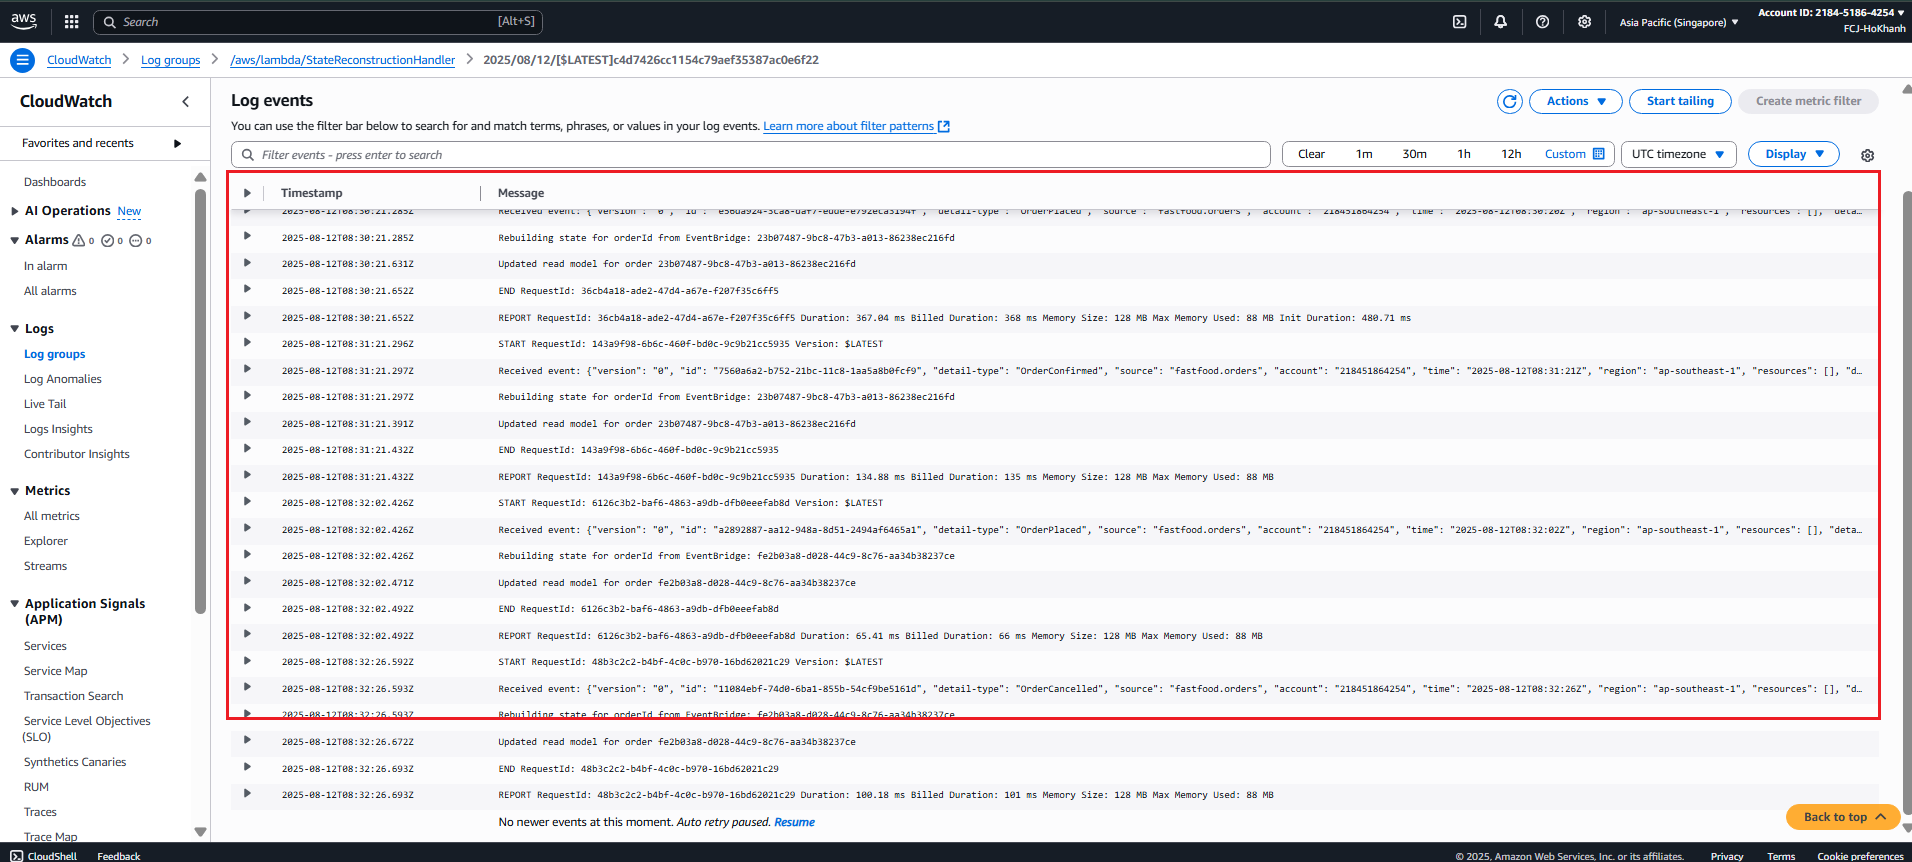 aws Search [Alt+S] Asia Pacific (Singapore) Account ID: 2184-5186-4254
FCJ-HoKhanh
CloudWatch > Log groups > /aws/lambda/StateReconstructionHandler > 2025/08/12/[$LATEST]c4d7426cc1154c79aef35387ac0e6f22
CloudWatch
Favorites and recents
Dashboards
AI Operations New
Alarms 0 0 0
In alarm
All alarms
Logs
Log groups
Log Anomalies
Live Tail
Logs Insights
Contributor Insights
Metrics
All metrics
Explorer
Streams
Application Signals
(APM)
Services
Service Map
Transaction Search
Service Level Objectives
(SLO)
Synthetics Canaries
RUM
Traces
Trace Map
Log events
Actions Start tailing Create metric filter
You can use the filter bar below to search for and match terms, phrases, or values in your log events. Learn more about filter patterns
Filter events - press enter to search Clear 1m 30m 1h 12h Custom UTC timezone Display
Timestamp Message
2025-08-12T08:30:21.285Z Received event: {"version": "0", "id": "e56da924-3ca8-daf7-edde-e792eca3194f", "detail-type": "OrderPlaced", "source": "fastfood.orders", "account": "218451864254", "time": "2025-08-12T08:30:20Z", "region": "ap-southeast-1", "resources": [], "deta…
2025-08-12T08:30:21.285Z Rebuilding state for orderId from EventBridge: 23b07487-9bc8-47b3-a013-86238ec216fd
2025-08-12T08:30:21.631Z Updated read model for order 23b07487-9bc8-47b3-a013-86238ec216fd
2025-08-12T08:30:21.652Z END RequestId: 36cb4a18-ade2-47d4-a67e-f207f35c6ff5
2025-08-12T08:30:21.652Z REPORT RequestId: 36cb4a18-ade2-47d4-a67e-f207f35c6ff5 Duration: 367.04 ms Billed Duration: 368 ms Memory Size: 128 MB Max Memory Used: 88 MB Init Duration: 480.71 ms
2025-08-12T08:31:21.296Z START RequestId: 143a9f98-6b6c-460f-bd0c-9c9b21cc5935 Version: $LATEST
2025-08-12T08:31:21.297Z Received event: {"version": "0", "id": "7560a6a2-b752-21bc-11c8-1aa5a8b0fcf9", "detail-type": "OrderConfirmed", "source": "fastfood.orders", "account": "218451864254", "time": "2025-08-12T08:31:21Z", "region": "ap-southeast-1", "resources": [], "d…
2025-08-12T08:31:21.297Z Rebuilding state for orderId from EventBridge: 23b07487-9bc8-47b3-a013-86238ec216fd
2025-08-12T08:31:21.391Z Updated read model for order 23b07487-9bc8-47b3-a013-86238ec216fd
2025-08-12T08:31:21.432Z END RequestId: 143a9f98-6b6c-460f-bd0c-9c9b21cc5935
2025-08-12T08:31:21.432Z REPORT RequestId: 143a9f98-6b6c-460f-bd0c-9c9b21cc5935 Duration: 134.88 ms Billed Duration: 135 ms Memory Size: 128 MB Max Memory Used: 88 MB
2025-08-12T08:32:02.426Z START RequestId: 6126c3b2-baf6-4863-a9db-dfb0eeefab8d Version: $LATEST
2025-08-12T08:32:02.426Z Received event: {"version": "0", "id": "a2892887-aa12-948a-8d51-2494af6465a1", "detail-type": "OrderPlaced", "source": "fastfood.orders", "account": "218451864254", "time": "2025-08-12T08:32:02Z", "region": "ap-southeast-1", "resources": [], "deta…
2025-08-12T08:32:02.426Z Rebuilding state for orderId from EventBridge: fe2b03a8-d028-44c9-8c76-aa34b38237ce
2025-08-12T08:32:02.471Z Updated read model for order fe2b03a8-d028-44c9-8c76-aa34b38237ce
2025-08-12T08:32:02.492Z END RequestId: 6126c3b2-baf6-4863-a9db-dfb0eeefab8d
2025-08-12T08:32:02.492Z REPORT RequestId: 6126c3b2-baf6-4863-a9db-dfb0eeefab8d Duration: 65.41 ms Billed Duration: 66 ms Memory Size: 128 MB Max Memory Used: 88 MB
2025-08-12T08:32:26.592Z START RequestId: 48b3c2c2-b4bf-4c0c-b970-16bd62021c29 Version: $LATEST
2025-08-12T08:32:26.593Z Received event: {"version": "0", "id": "11084ebf-74d0-6ba1-855b-54cf9be5161d", "detail-type": "OrderCancelled", "source": "fastfood.orders", "account": "218451864254", "time": "2025-08-12T08:32:26Z", "region": "ap-southeast-1", "resources": [], "d…
2025-08-12T08:32:26.593Z Rebuilding state for orderId from EventBridge: fe2b03a8-d028-44c9-8c76-aa34b38237ce
2025-08-12T08:32:26.672Z Updated read model for order fe2b03a8-d028-44c9-8c76-aa34b38237ce
2025-08-12T08:32:26.693Z END RequestId: 48b3c2c2-b4bf-4c0c-b970-16bd62021c29
2025-08-12T08:32:26.693Z REPORT RequestId: 48b3c2c2-b4bf-4c0c-b970-16bd62021c29 Duration: 100.18 ms Billed Duration: 101 ms Memory Size: 128 MB Max Memory Used: 88 MB
No newer events at this moment. Auto retry paused. Resume
Back to top
CloudShell Feedback © 2025, Amazon Web Services, Inc. or its affiliates. Privacy Terms Cookie preferences